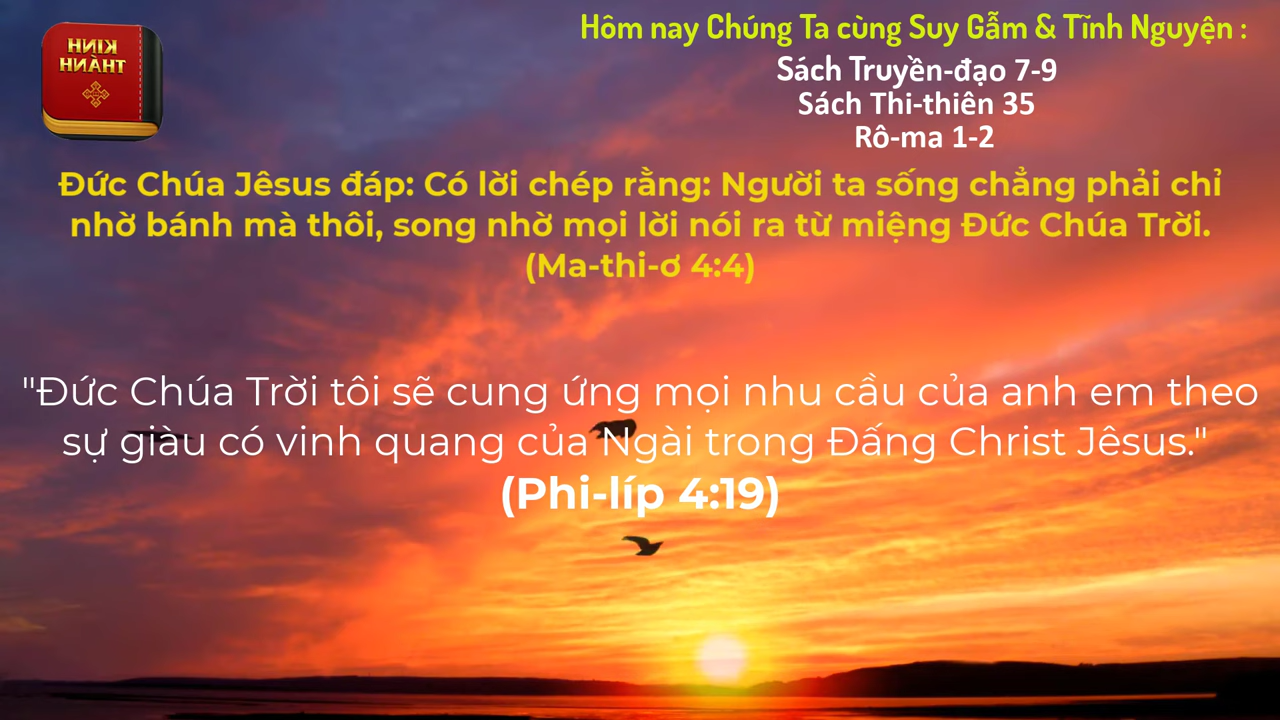 KINH
THÁNH
Hôm nay Chúng Ta cùng Suy Gẫm & Tĩnh Nguyện :
Sách Truyền-đạo 7-9
Sách Thi-thiên 35
Rô-ma 1-2
Đức Chúa Jêsus đáp: Có lời chép rằng: Người ta sống chẳng phải chỉ
nhờ bánh mà thôi, song nhờ mọi lời nói ra từ miệng Đức Chúa Trời.
(Ma-thi-ơ 4:4)
"Đức Chúa Trời tôi sẽ cung ứng mọi nhu cầu của anh em theo
sự giàu có vinh quang của Ngài trong Đấng Christ Jêsus."
(Phi-líp 4:19)